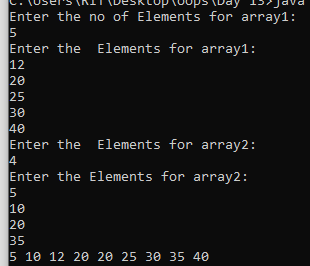 C:\Users\RIT\Desktop\oops\Day 13>java
Enter the no of Elements for array1:
5
Enter the  Elements for array1:
12
20
25
30
40
Enter the  Elements for array2:
4
Enter the Elements for array2:
5
10
20
35
5 10 12 20 20 25 30 35 40